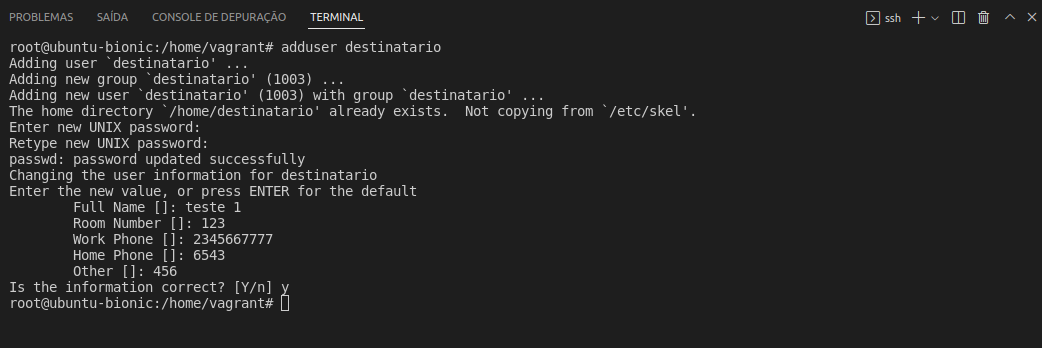 PROBLEMAS SAÍDA CONSOLE DE DEPURAÇÃO TERMINAL ssh
root@ubuntu-bionic:/home/vagrant# adduser destinatario
Adding user `destinatario' ...
Adding new group `destinatario' (1003) ...
Adding new user `destinatario' (1003) with group `destinatario' ...
The home directory `/home/destinatario' already exists.  Not copying from `/etc/skel'.
Enter new UNIX password:
Retype new UNIX password:
passwd: password updated successfully
Changing the user information for destinatario
Enter the new value, or press ENTER for the default
        Full Name []: teste 1
        Room Number []: 123
        Work Phone []: 2345667777
        Home Phone []: 6543
        Other []: 456
Is the information correct? [Y/n] y
root@ubuntu-bionic:/home/vagrant#